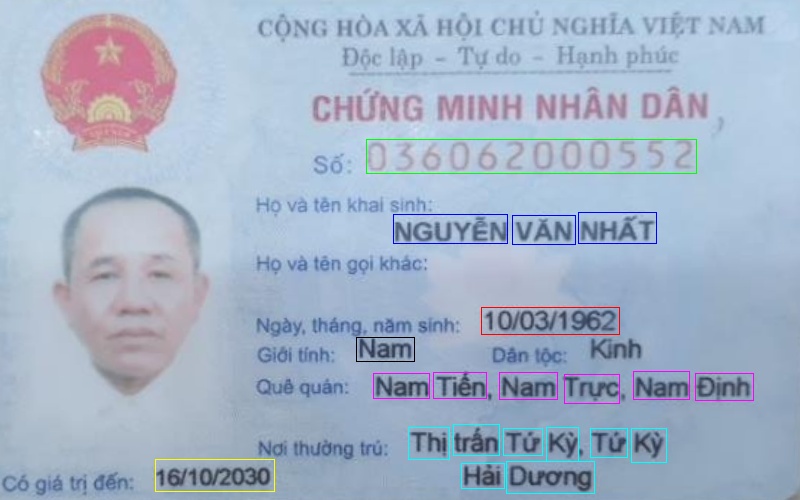 CỘNG HÒA XÃ HỘI CHỦ NGHĨA VIỆT NAM
Độc lập - Tự do - Hạnh phúc
CHỨNG MINH NHÂN DÂN
Số: 036062000552
Họ và tên khai sinh:
NGUYỄN VĂN NHẤT
Họ và tên gọi khác:
Ngày, tháng, năm sinh: 10/03/1962
Giới tính: Nam Dân tộc: Kinh
Quê quán: Nam Tiến, Nam Trực, Nam Định
Nơi thường trú: Thị trấn Tứ Kỳ, Tứ Kỳ
Có giá trị đến: 16/10/2030 Hải Dương